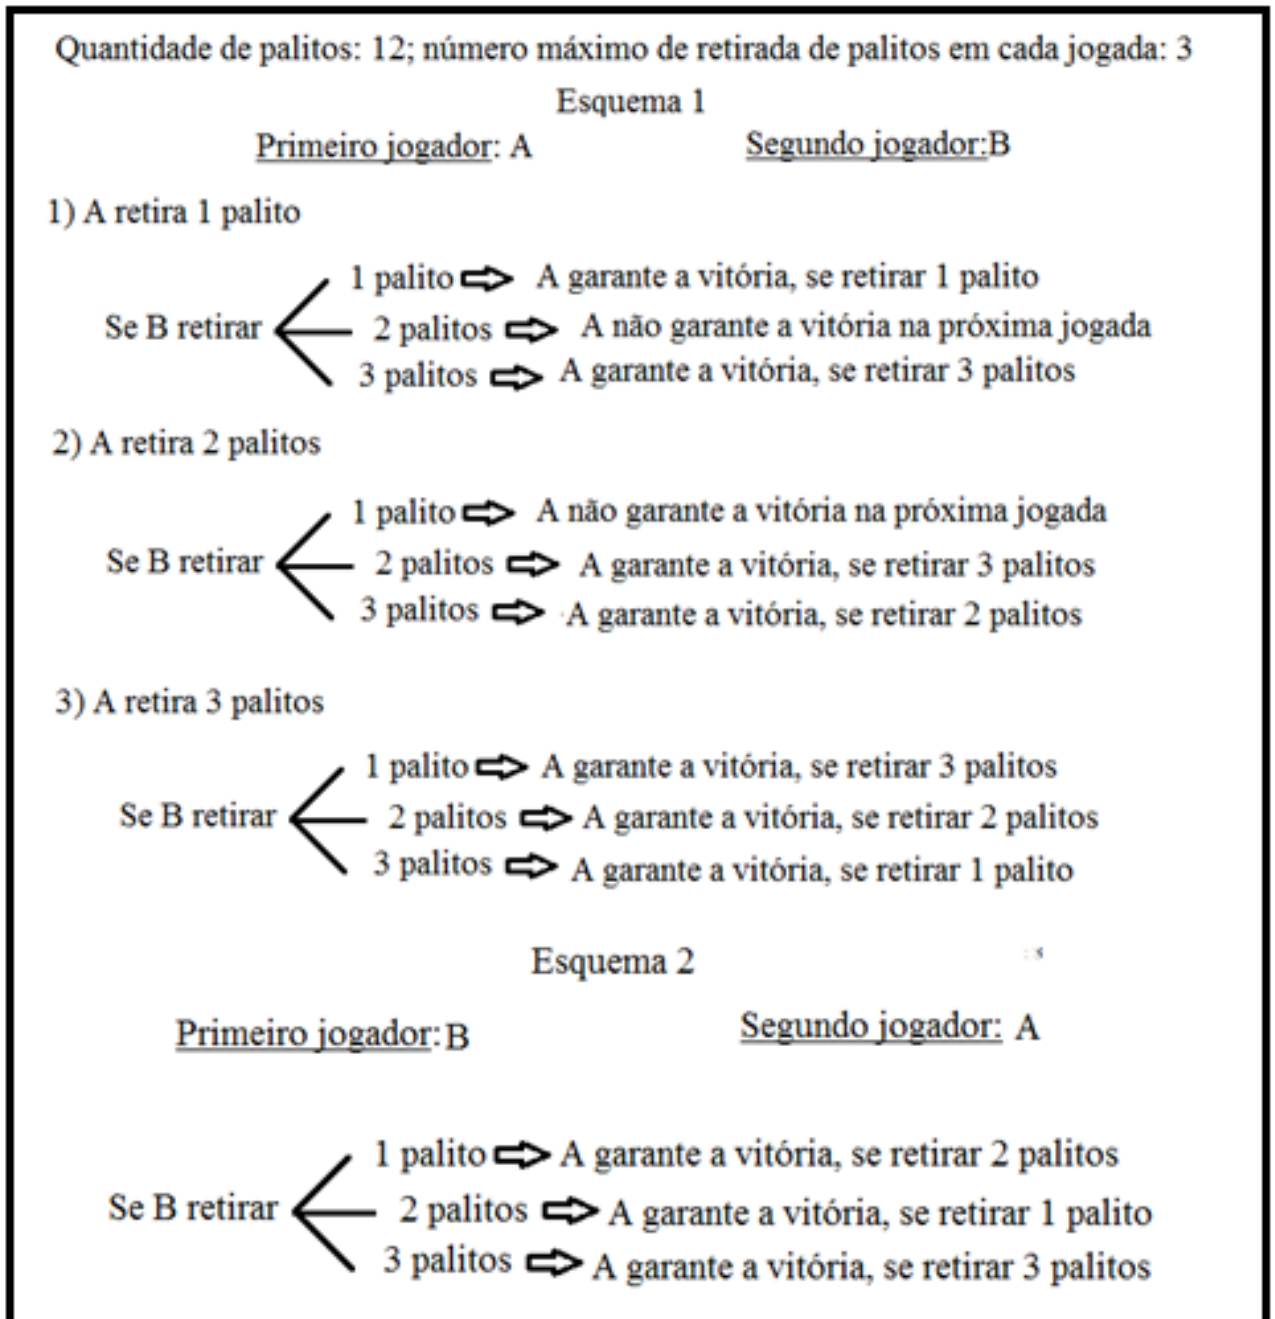 Quantidade de palitos: 12; número máximo de retirada de palitos em cada jogada: 3
Esquema 1
Primeiro jogador: A Segundo jogador:B
1) A retira 1 palito
1 palito A garante a vitória, se retirar 1 palito
Se B retirar 2 palitos A não garante a vitória na próxima jogada
3 palitos A garante a vitória, se retirar 3 palitos
2) A retira 2 palitos
1 palito A não garante a vitória na próxima jogada
Se B retirar 2 palitos A garante a vitória, se retirar 3 palitos
3 palitos A garante a vitória, se retirar 2 palitos
3) A retira 3 palitos
1 palito A garante a vitória, se retirar 3 palitos
Se B retirar 2 palitos A garante a vitória, se retirar 2 palitos
3 palitos A garante a vitória, se retirar 1 palito
Esquema 2
Primeiro jogador: B Segundo jogador: A
1 palito A garante a vitória, se retirar 2 palitos
Se B retirar 2 palitos A garante a vitória, se retirar 1 palito
3 palitos A garante a vitória, se retirar 3 palitos